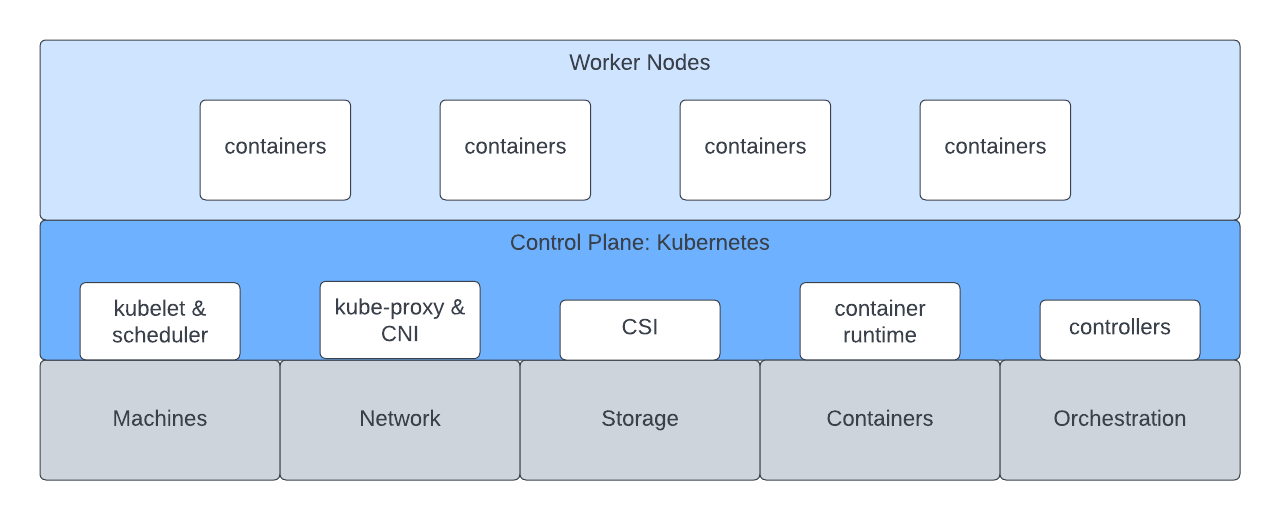 Worker Nodes
containers
containers
containers
containers
Control Plane: Kubernetes
kubelet &
scheduler
kube-proxy &
CNI
CSI
container
runtime
controllers
Machines
Network
Storage
Containers
Orchestration